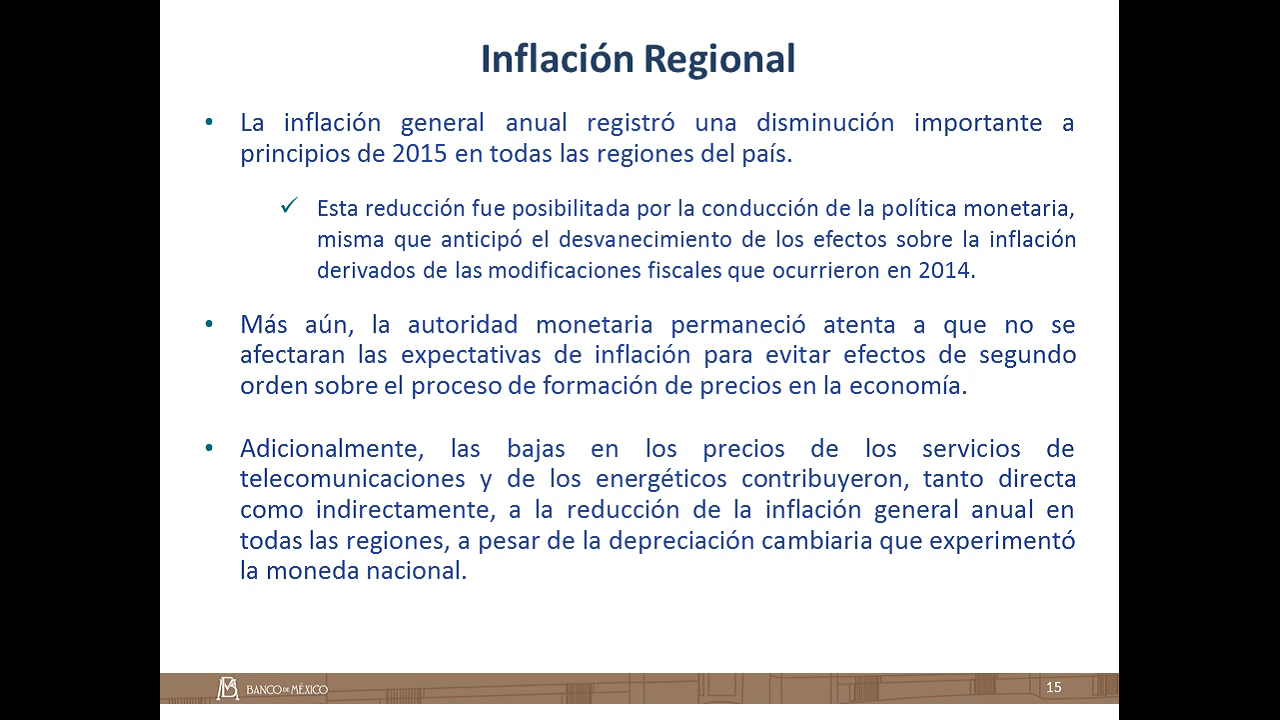 Inflación Regional
• La inflación general anual registró una disminución importante a
principios de 2015 en todas las regiones del país.
✓ Esta reducción fue posibilitada por la conducción de la política monetaria,
misma que anticipó el desvanecimiento de los efectos sobre la inflación
derivados de las modificaciones fiscales que ocurrieron en 2014.
• Más aún, la autoridad monetaria permaneció atenta a que no se
afectaran las expectativas de inflación para evitar efectos de segundo
orden sobre el proceso de formación de precios en la economía.
• Adicionalmente, las bajas en los precios de los servicios de
telecomunicaciones y de los energéticos contribuyeron, tanto directa
como indirectamente, a la reducción de la inflación general anual en
todas las regiones, a pesar de la depreciación cambiaria que experimentó
la moneda nacional.
BANCO DE MÉXICO
15